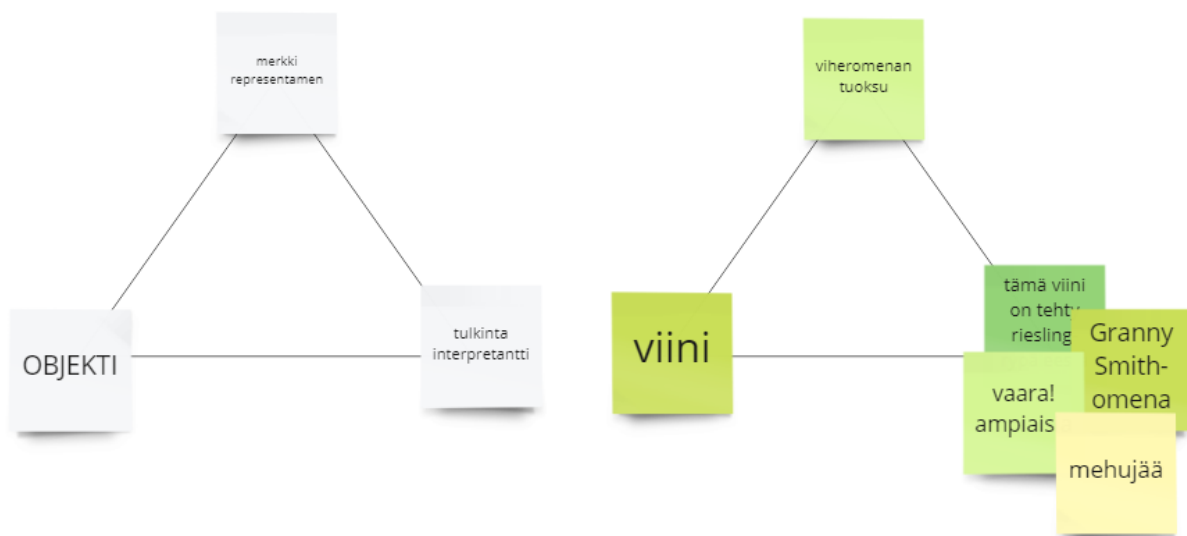 merkki
representamen
OBJEKTI
tulkinta
interpretantti
viheromenan
tuoksu
viini
tämä viini
on tehty
riesling
vaara!
ampiais
Granny
Smith-
omena
mehujää